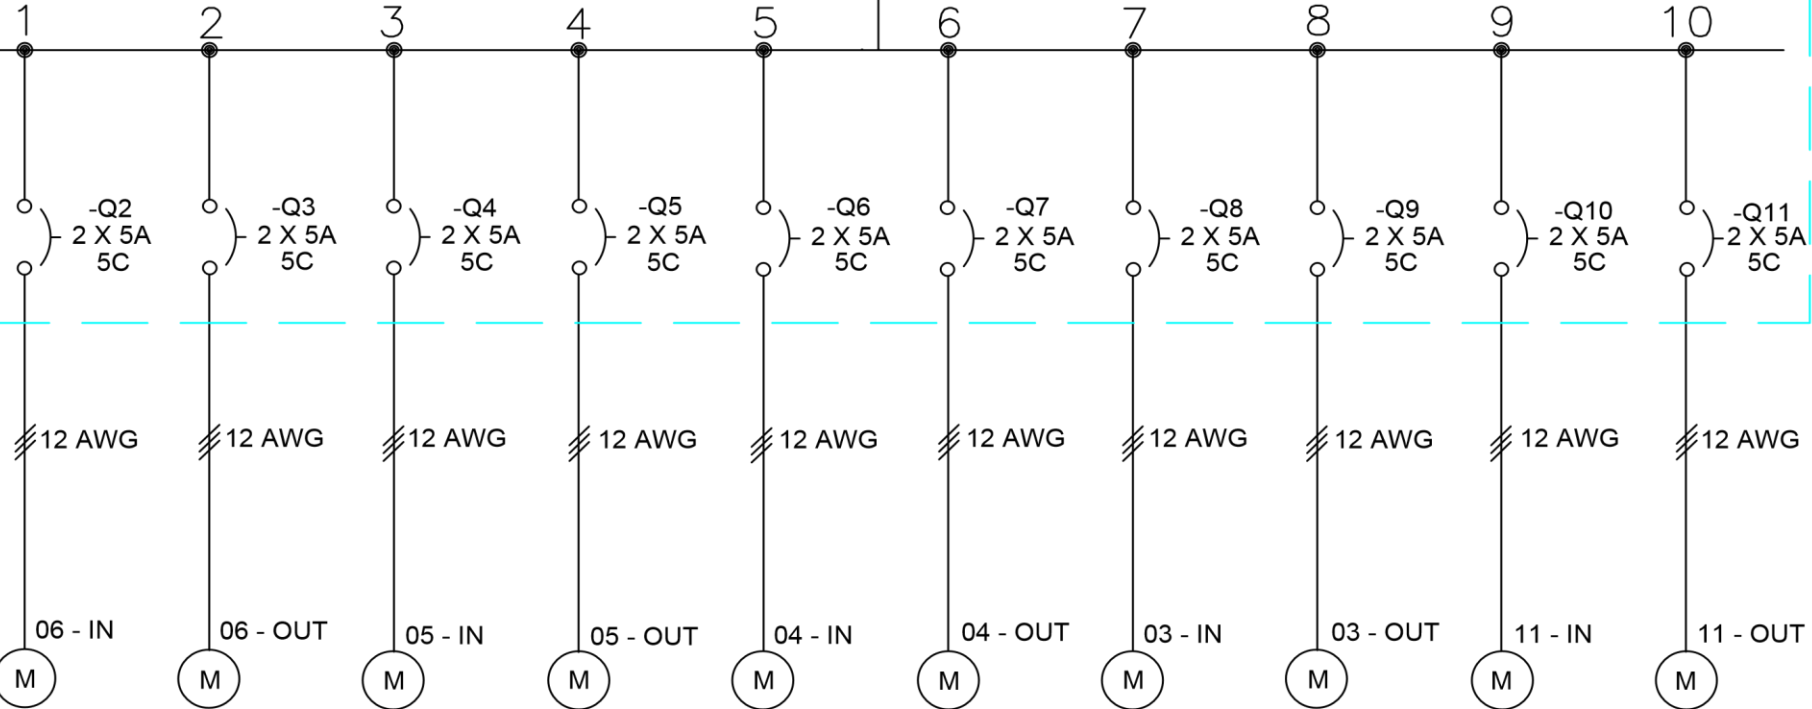 1 2 3 4 5 6 7 8 9 10
-Q2 -Q3 -Q4 -Q5 -Q6 -Q7 -Q8 -Q9 -Q10 -Q11
2 X 5A 2 X 5A 2 X 5A 2 X 5A 2 X 5A 2 X 5A 2 X 5A 2 X 5A 2 X 5A 2 X 5A
5C 5C 5C 5C 5C 5C 5C 5C 5C 5C
12 AWG 12 AWG 12 AWG 12 AWG 12 AWG 12 AWG 12 AWG 12 AWG 12 AWG 12 AWG
06 - IN 06 - OUT 05 - IN 05 - OUT 04 - IN 04 - OUT 03 - IN 03 - OUT 11 - IN 11 - OUT
M M M M M M M M M M